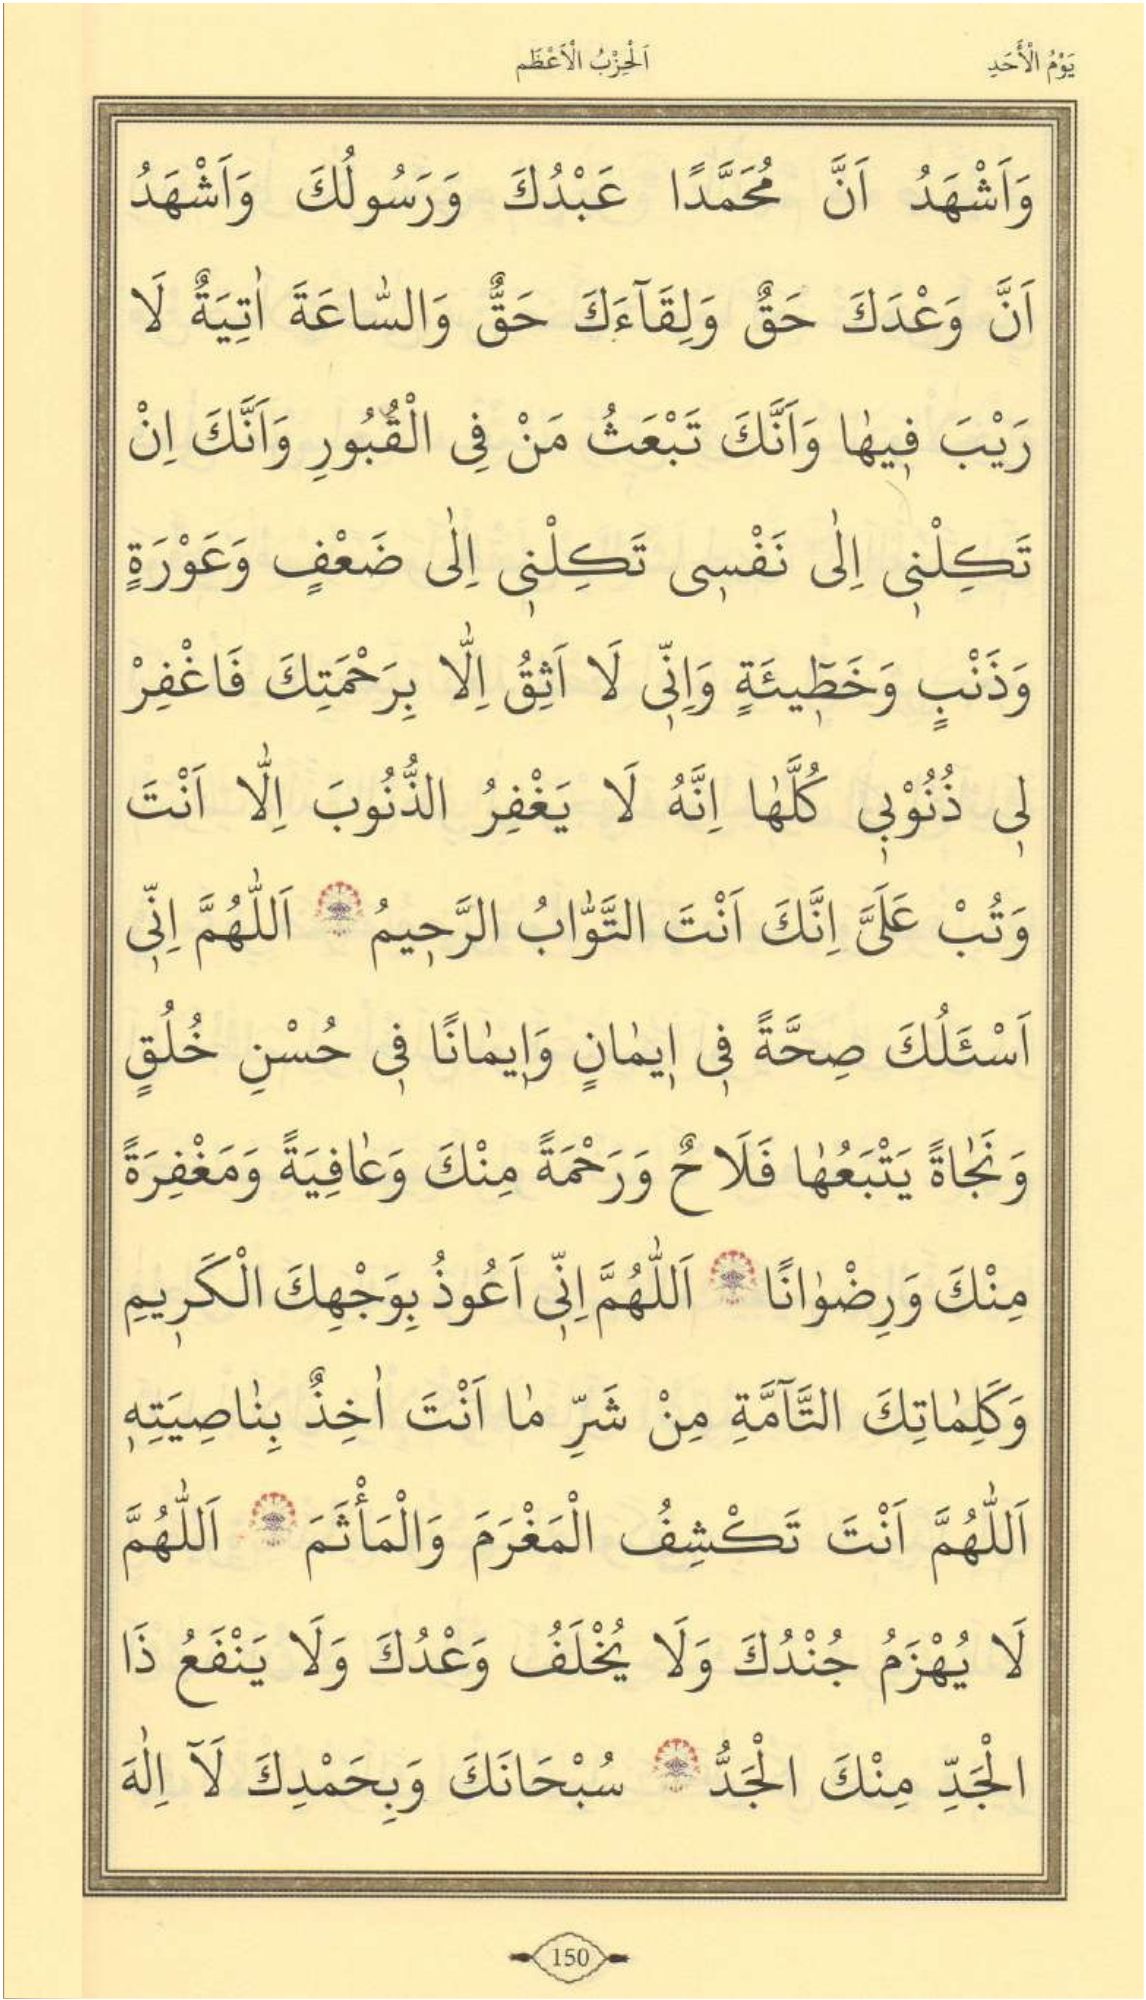 يَوْمُ الْأَحَدِ
اَلْحِزْبُ الْاَعْظَم
وَاَشْهَدُ اَنَّ مُحَمَّدًا عَبْدُكَ وَرَسُولُكَ وَاَشْهَدُ
اَنَّ وَعْدَكَ حَقٌّ وَلِقَآءَكَ حَقٌّ وَالسّٰاعَةَ اٰتِيَةٌ لَا
رَيْبَ فٖيهٰا وَاَنَّكَ تَبْعَثُ مَنْ فِى الْقُبُورِ وَاَنَّكَ اِنْ
تَكِلْنٖى اِلٰى نَفْسٖى تَكِلْنٖى اِلٰى ضَعْفٍ وَعَوْرَةٍ
وَذَنْبٍ وَخَطٖٓيئَةٍ وَاِنّٖى لَا اَثِقُ اِلّٰا بِرَحْمَتِكَ فَاغْفِرْ
لٖى ذُنُوْبٖى كُلَّهٰا اِنَّهُ لَا يَغْفِرُ الذُّنُوبَ اِلّٰا اَنْتَ
وَتُبْ عَلَىَّ اِنَّكَ اَنْتَ التَّوّٰابُ الرَّحٖيمُ اَللّٰهُمَّ اِنّٖى
اَسْئَلُكَ صِحَّةً فٖى اٖيمٰانٍ وَاٖيمٰانًا فٖى حُسْنِ خُلُقٍ
وَنَجٰاةً يَتْبَعُهٰا فَلَاحٌ وَرَحْمَةً مِنْكَ وَعٰافِيَةً وَمَغْفِرَةً
مِنْكَ وَرِضْوٰانًا اَللّٰهُمَّ اِنّٖى اَعُوذُ بِوَجْهِكَ الْكَرٖيمِ
وَكَلِمٰاتِكَ التَّآمَّةِ مِنْ شَرِّ مٰا اَنْتَ اٰخِذٌ بِنٰاصِيَتِهٖ
اَللّٰهُمَّ اَنْتَ تَكْشِفُ الْمَغْرَمَ وَالْمَأْثَمَ اَللّٰهُمَّ
لَا يُهْزَمُ جُنْدُكَ وَلَا يُخْلَفُ وَعْدُكَ وَلَا يَنْفَعُ ذَا
الْجَدِّ مِنْكَ الْجَدُّ سُبْحَانَكَ وَبِحَمْدِكَ لَآ اِلٰهَ
150